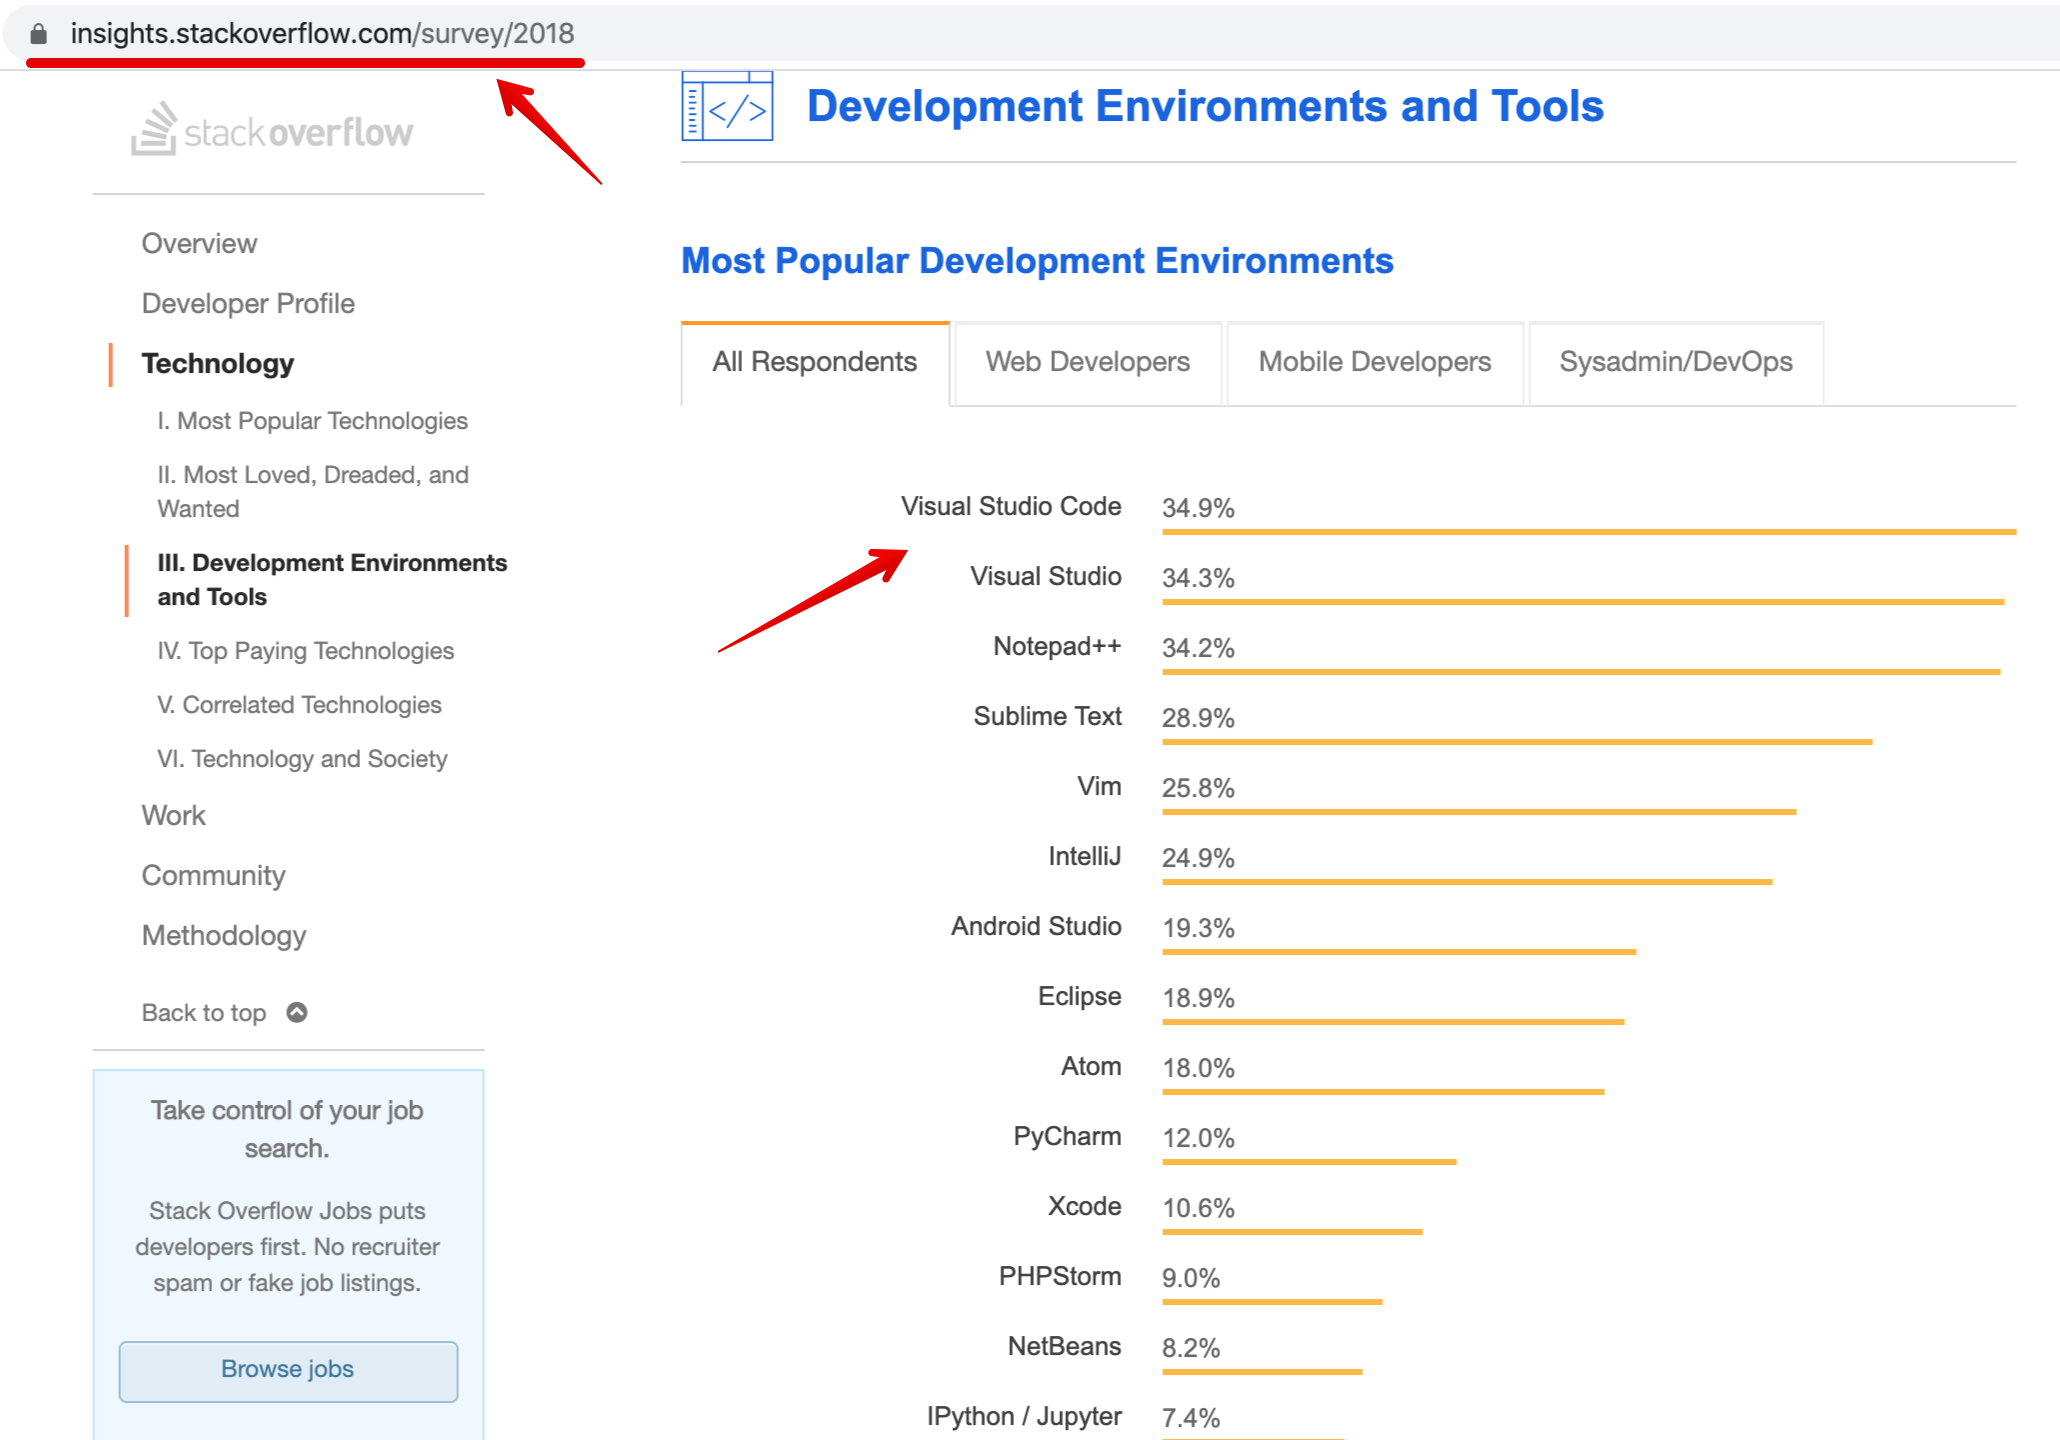 insights.stackoverflow.com/survey/2018
stackoverflow
Overview
Developer Profile
Technology
I. Most Popular Technologies
II. Most Loved, Dreaded, and
Wanted
III. Development Environments
and Tools
IV. Top Paying Technologies
V. Correlated Technologies
VI. Technology and Society
Work
Community
Methodology
Back to top
Take control of your job
search.
Stack Overflow Jobs puts
developers first. No recruiter
spam or fake job listings.
Browse jobs
</> Development Environments and Tools
Most Popular Development Environments
All Respondents Web Developers Mobile Developers Sysadmin/DevOps
Visual Studio Code 34.9%
Visual Studio 34.3%
Notepad++ 34.2%
Sublime Text 28.9%
Vim 25.8%
IntelliJ 24.9%
Android Studio 19.3%
Eclipse 18.9%
Atom 18.0%
PyCharm 12.0%
Xcode 10.6%
PHPStorm 9.0%
NetBeans 8.2%
IPython / Jupyter 7.4%